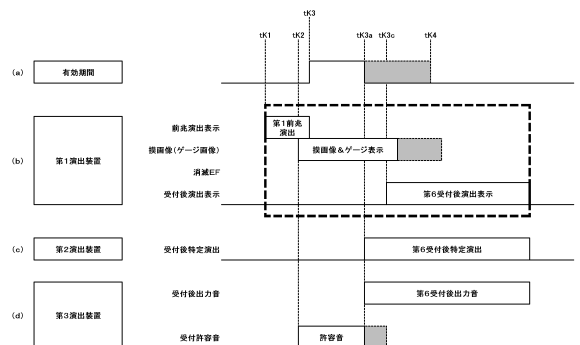 tK3
tK1 tK2 tK3a tK3c tK4
(a) 有効期間
前兆演出表示 第1前兆演出
操画像(ゲージ画像) 操画像&ゲージ表示
(b) 第1演出装置
消滅EF
受付後演出表示 第6受付後演出表示
(c) 第2演出装置 受付後特定演出 第6受付後特定演出
受付後出力音 第6受付後出力音
(d) 第3演出装置
受付許容音 許容音